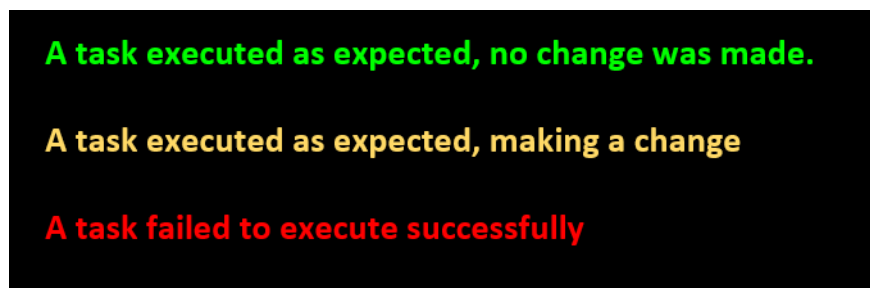 A task executed as expected, no change was made.
A task executed as expected, making a change
A task failed to execute successfully